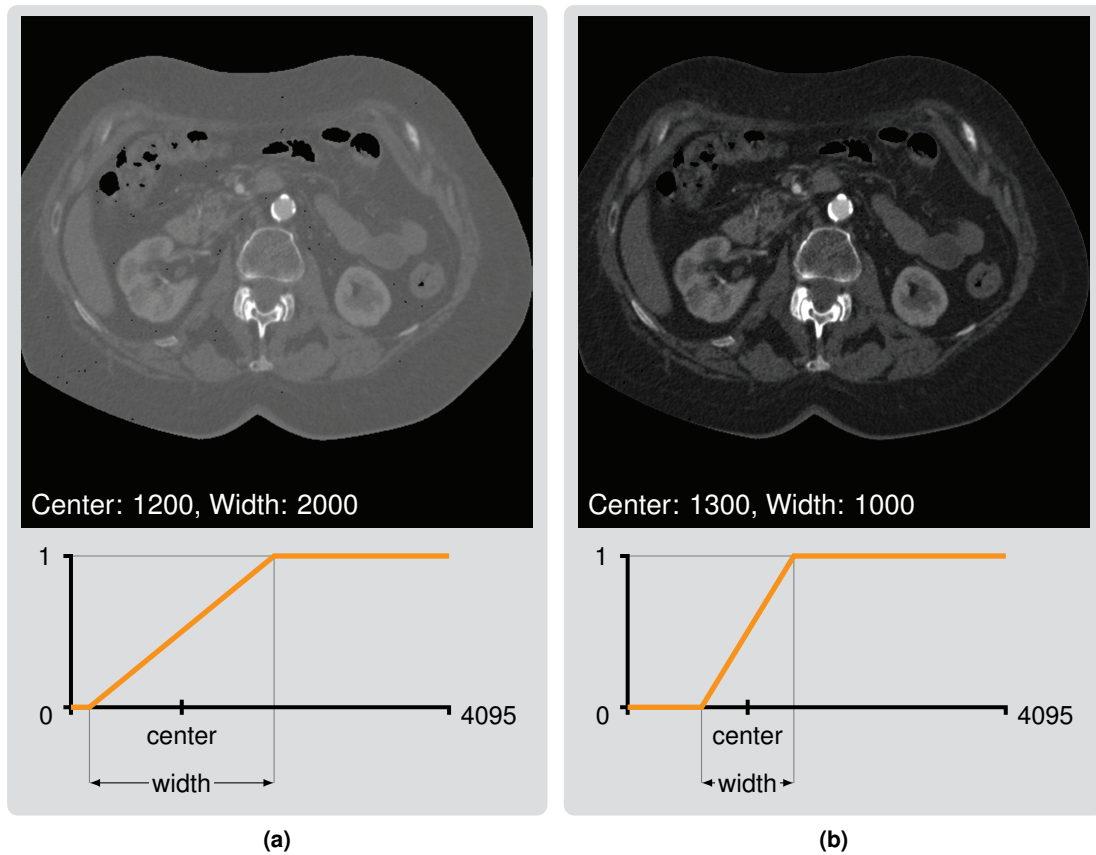 Center: 1200, Width: 2000
1
0
4095
center
width
(a)
Center: 1300, Width: 1000
1
0
4095
center
width
(b)